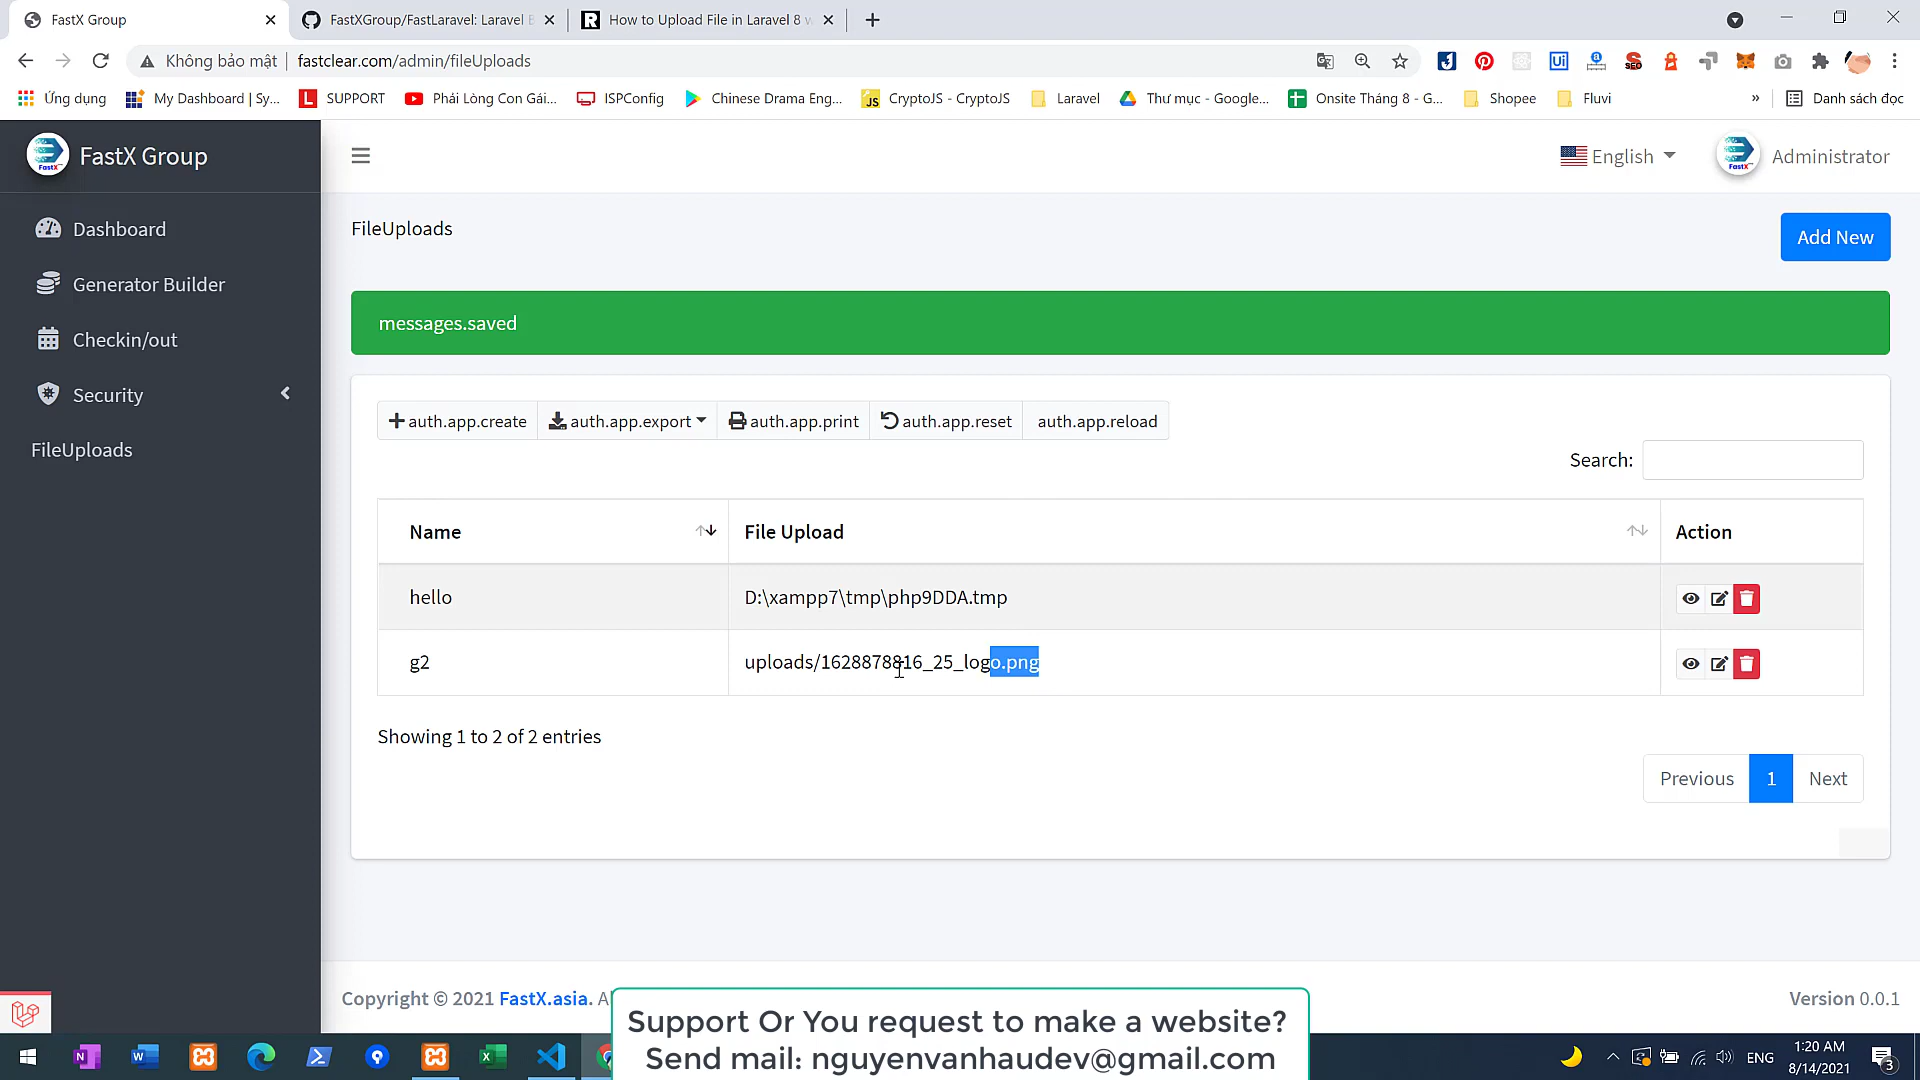 FastX Group
FastXGroup/FastLaravel: Laravel
How to Upload File in Laravel 8
Không bảo mật
fastclear.com/admin/fileUploads
Ứng dụng
My Dashboard | Sy...
SUPPORT
Phải Lòng Con Gái...
ISPConfig
Chinese Drama Eng...
CryptoJS - CryptoJS
Laravel
Thư mục - Google...
Onsite Tháng 8 - G...
Shopee
Fluvi
»
Danh sách đọc
FastX Group
English
Administrator
Dashboard
Generator Builder
Checkin/out
Security
FileUploads
FileUploads
Add New
messages.saved
auth.app.create
auth.app.export
auth.app.print
auth.app.reset
auth.app.reload
Search:
Name
File Upload
Action
hello
D:\xampp7\tmp\php9DDA.tmp
g2
uploads/1628878816_25_logo.png
Showing 1 to 2 of 2 entries
Previous
1
Next
Copyright © 2021 FastX.asia.
Version 0.0.1
Support Or You request to make a website?
Send mail: nguyenvanhaudev@gmail.com
ENG
1:20 AM
8/14/2021
3